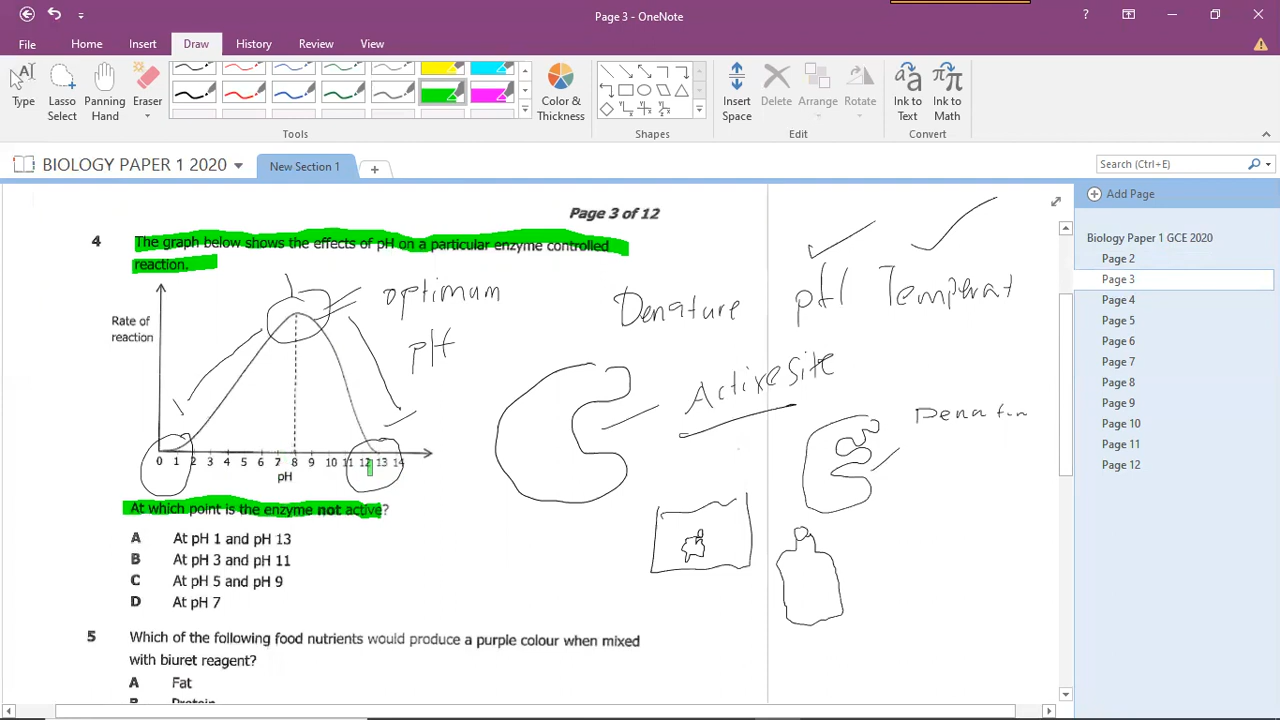 Page 3 - OneNote
?
File
Home
Insert
Draw
History
Review
View
Type
Lasso Select
Panning Hand
Eraser
Color & Thickness
Insert Space
Delete
Arrange
Rotate
Ink to Text
Ink to Math
Tools
Shapes
Edit
Convert
BIOLOGY PAPER 1 2020
New Section 1
Search (Ctrl+E)
Add Page
Biology Paper 1 GCE 2020
Page 2
Page 3
Page 4
Page 5
Page 6
Page 7
Page 8
Page 9
Page 10
Page 11
Page 12
Page 3 of 12
4 The graph below shows the effects of pH on a particular enzyme controlled
reaction.
Rate of
reaction
0 1 2 3 4 5 6 7 8 9 10 11 12 13 14
pH
optimum
pH
Denature
pH Temperat
Active Site
Denatur
At which point is the enzyme not active?
A At pH 1 and pH 13
B At pH 3 and pH 11
C At pH 5 and pH 9
D At pH 7
5 Which of the following food nutrients would produce a purple colour when mixed
with biuret reagent?
A Fat
B Protein